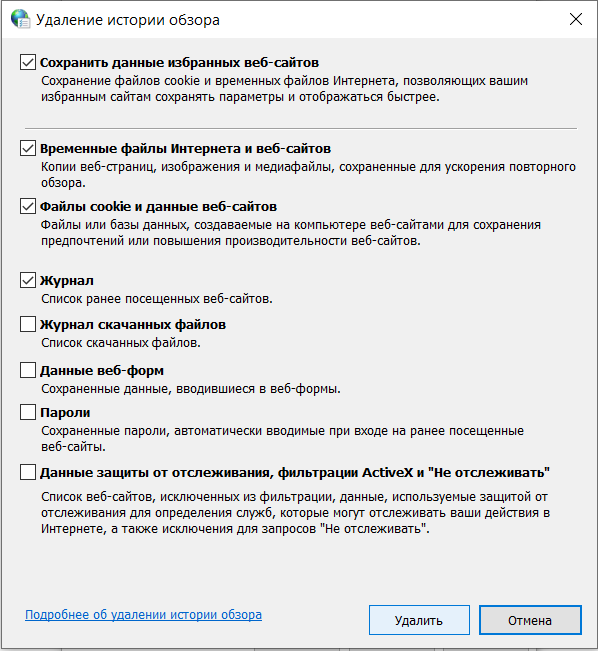 Удаление истории обзора
Сохранить данные избранных веб-сайтов
Сохранение файлов cookie и временных файлов Интернета, позволяющих вашим
избранным сайтам сохранять параметры и отображаться быстрее.
Временные файлы Интернета и веб-сайтов
Копии веб-страниц, изображения и медиафайлы, сохраненные для ускорения повторного
обзора.
Файлы cookie и данные веб-сайтов
Файлы или базы данных, создаваемые на компьютере веб-сайтами для сохранения
предпочтений или повышения производительности веб-сайтов.
Журнал
Список ранее посещенных веб-сайтов.
Журнал скачанных файлов
Список скачанных файлов.
Данные веб-форм
Сохраненные данные, вводившиеся в веб-формы.
Пароли
Сохраненные пароли, автоматически вводимые при входе на ранее посещенные
веб-сайты.
Данные защиты от отслеживания, фильтрации ActiveX и "Не отслеживать"
Список веб-сайтов, исключенных из фильтрации, данные, используемые защитой от
отслеживания для определения служб, которые могут отслеживать ваши действия в
Интернете, а также исключения для запросов "Не отслеживать".
Подробнее об удалении истории обзора
Удалить
Отмена